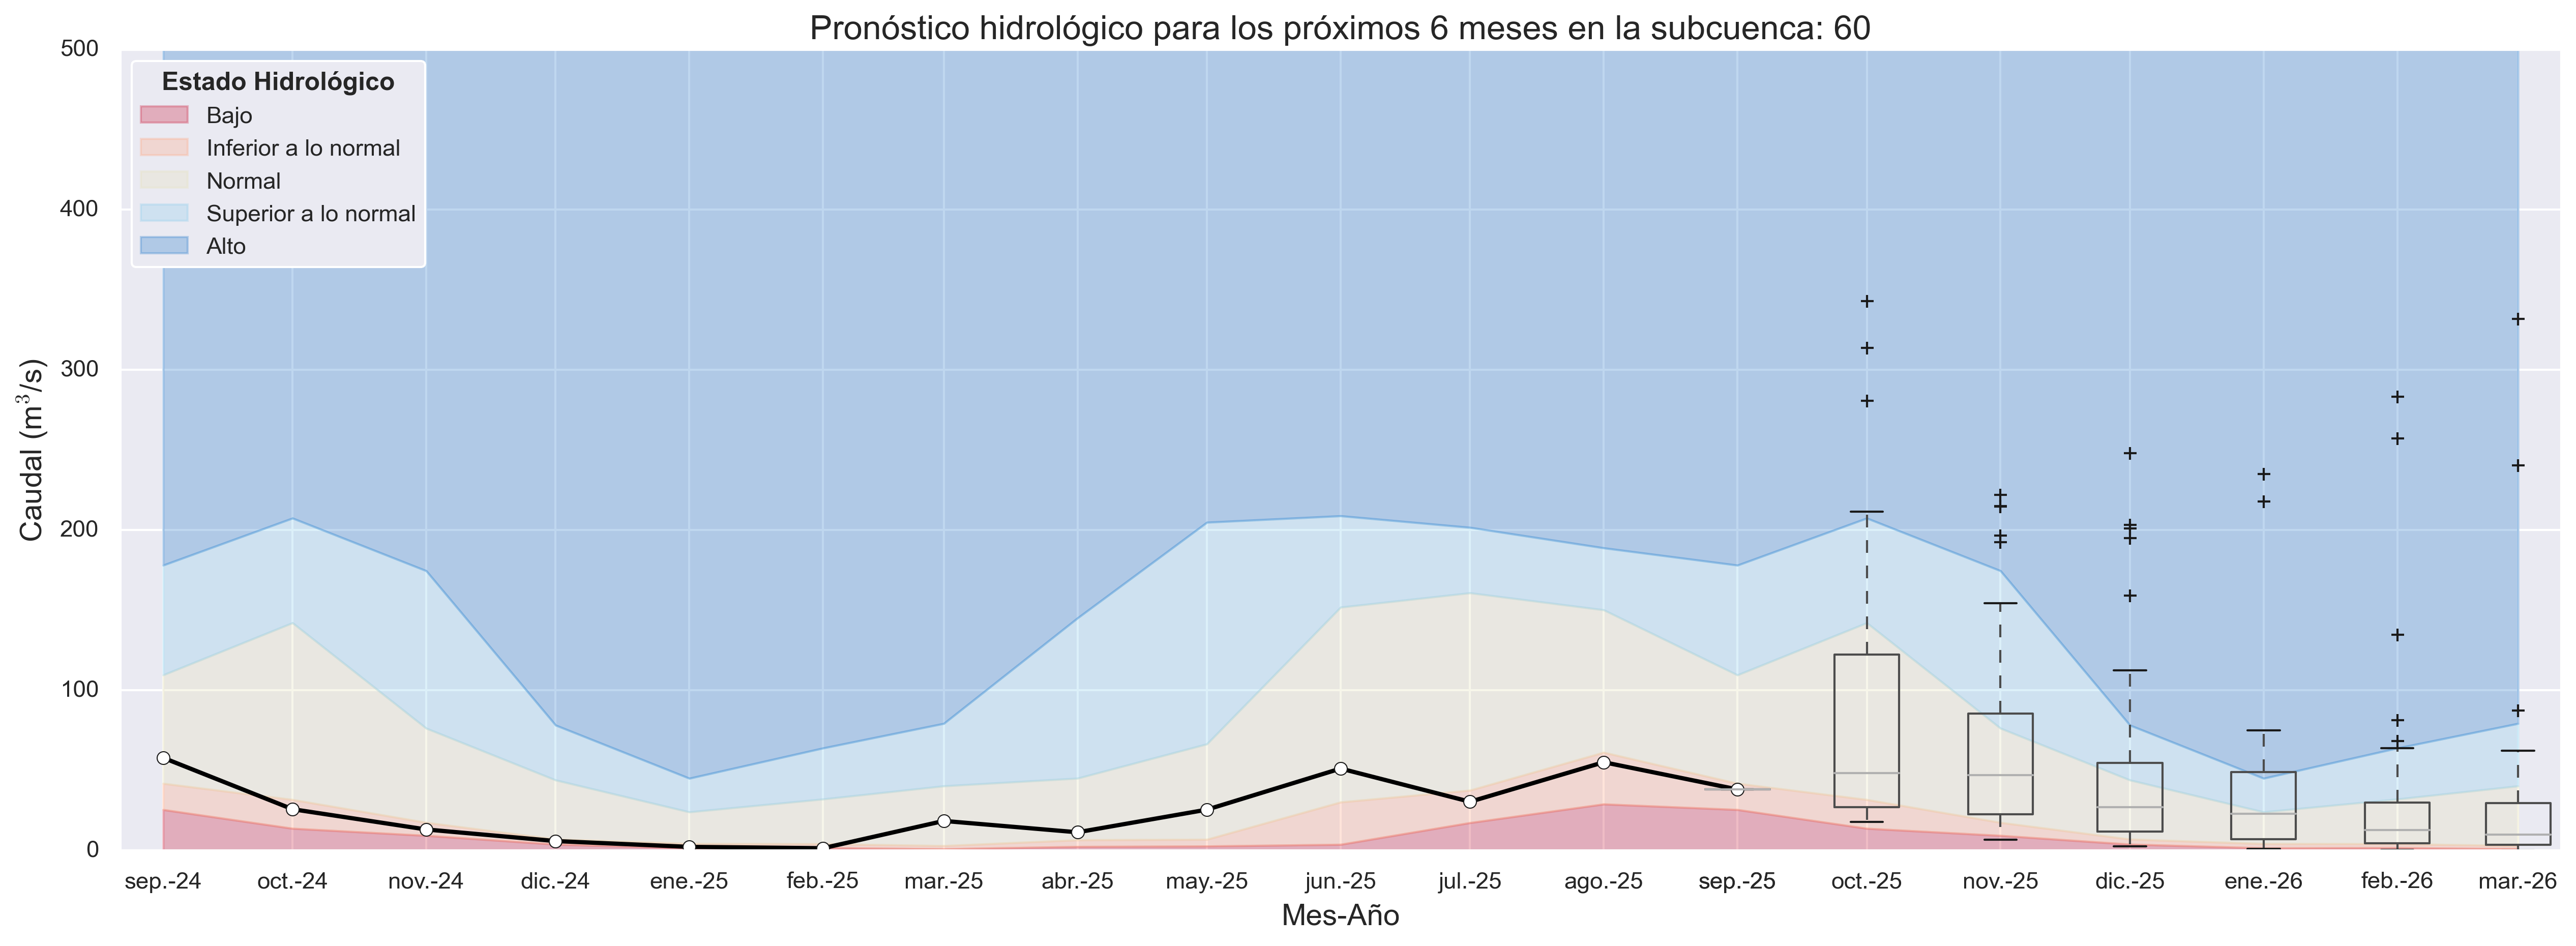 Pronóstico hidrológico para los próximos 6 meses en la subcuenca: 60
500
400
300
200
100
0
Caudal (m³/s)
Estado Hidrológico
Bajo
Inferior a lo normal
Normal
Superior a lo normal
Alto
sep.-24 oct.-24 nov.-24 dic.-24 ene.-25 feb.-25 mar.-25 abr.-25 may.-25 jun.-25 jul.-25 ago.-25 sep.-25 oct.-25 nov.-25 dic.-25 ene.-26 feb.-26 mar.-26
Mes-Año